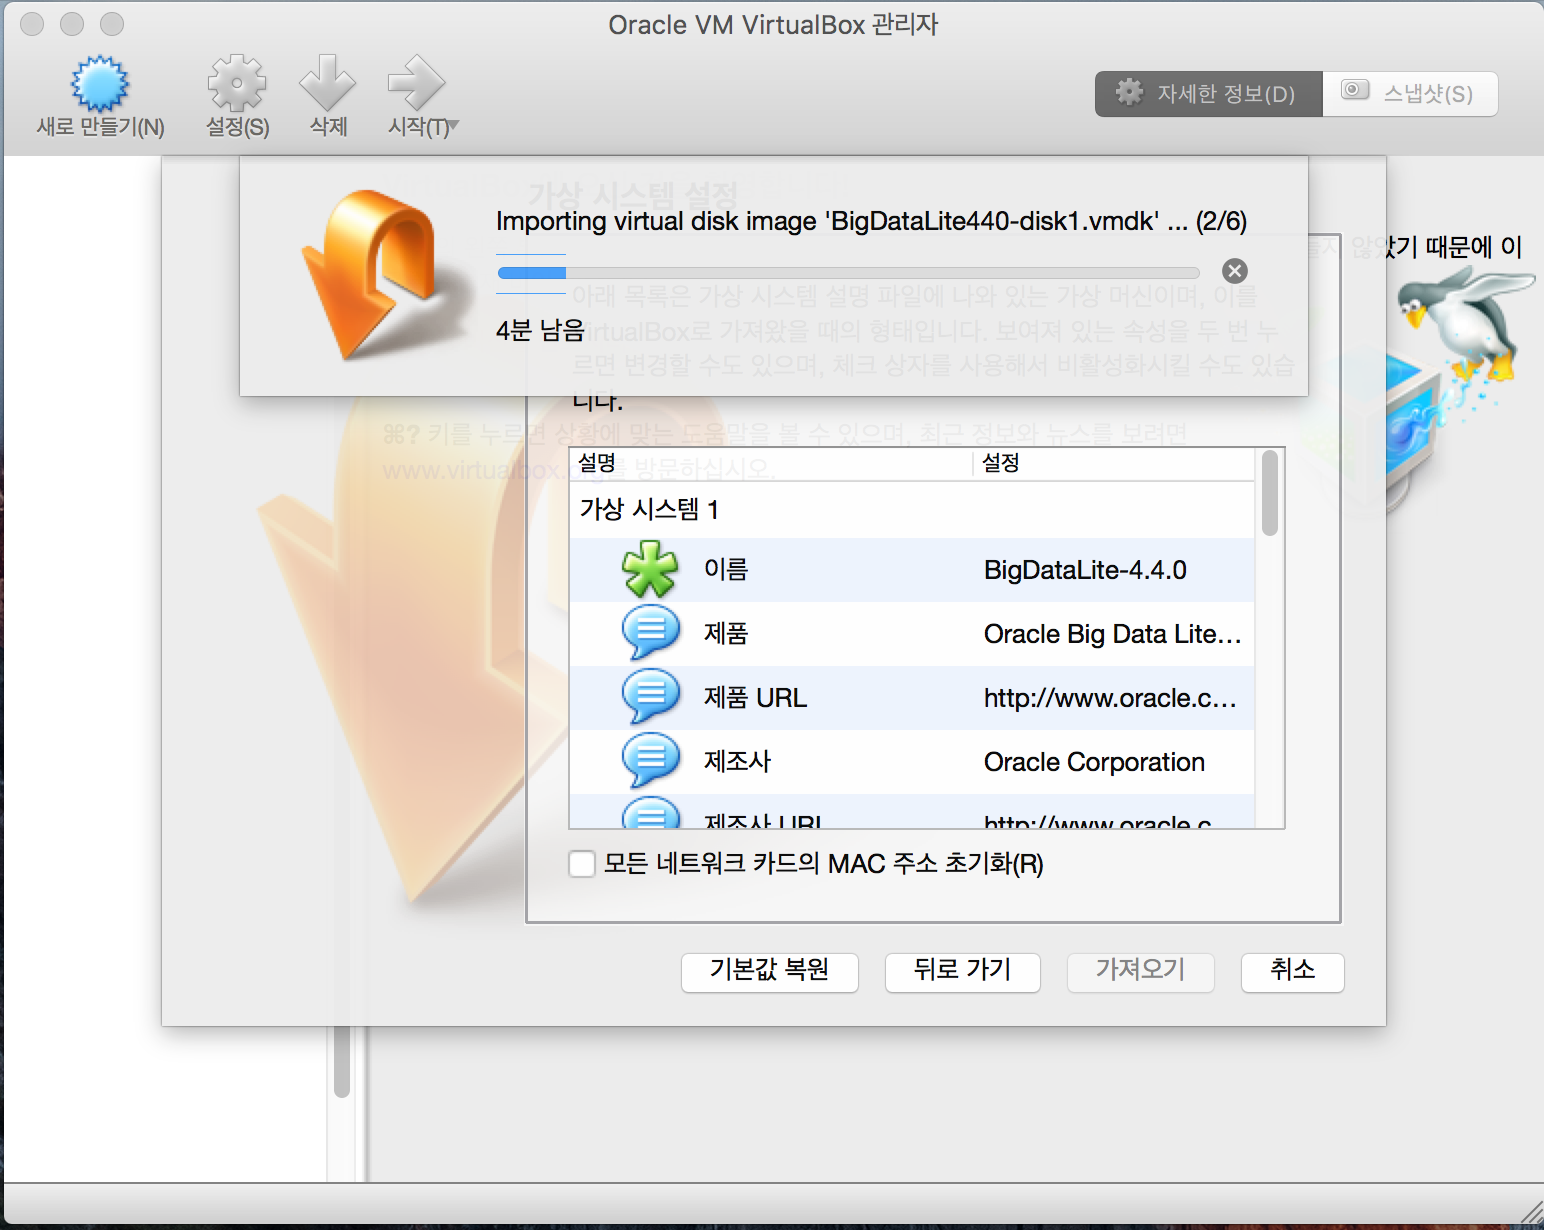 Oracle VM VirtualBox 관리자
새로 만들기(N)
설정(S)
삭제
시작(T)
자세한 정보(D)
스냅샷(S)
가상 시스템 설정
Importing virtual disk image 'BigDataLite440-disk1.vmdk' ... (2/6)
않았기 때문에 이
아래 목록은 가상 시스템 설명 파일에 나와 있는 가상 머신이며, 이를
4분 남음
VirtualBox로 가져왔을 때의 형태입니다. 보여져 있는 속성을 두 번 누
르면 변경할 수도 있으며, 체크 상자를 사용해서 비활성화시킬 수도 있습
니다.
⌘? 키를 누르면 상황에 맞는 도움말을 볼 수 있으며, 최근 정보와 뉴스를 보려면
www.virtualbox.org를 방문하십시오.
설명 설정
가상 시스템 1
이름 BigDataLite-4.4.0
제품 Oracle Big Data Lite...
제품 URL http://www.oracle.c...
제조사 Oracle Corporation
제조사 URL http://www.oracle.c
모든 네트워크 카드의 MAC 주소 초기화(R)
기본값 복원
뒤로 가기
가져오기
취소